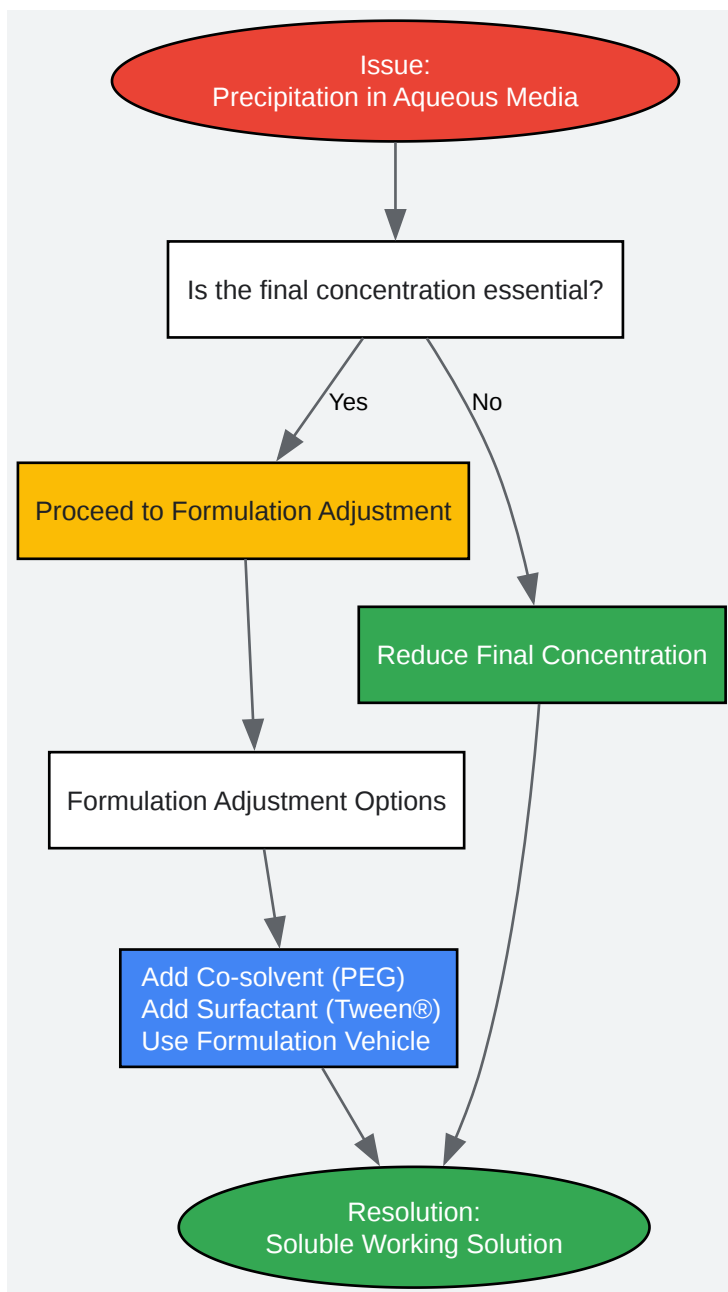 Issue:
Precipitation in Aqueous Media
Is the final concentration essential?
Yes
No
Proceed to Formulation Adjustment
Reduce Final Concentration
Formulation Adjustment Options
Add Co-solvent (PEG)
Add Surfactant (Tween®)
Use Formulation Vehicle
Resolution:
Soluble Working Solution